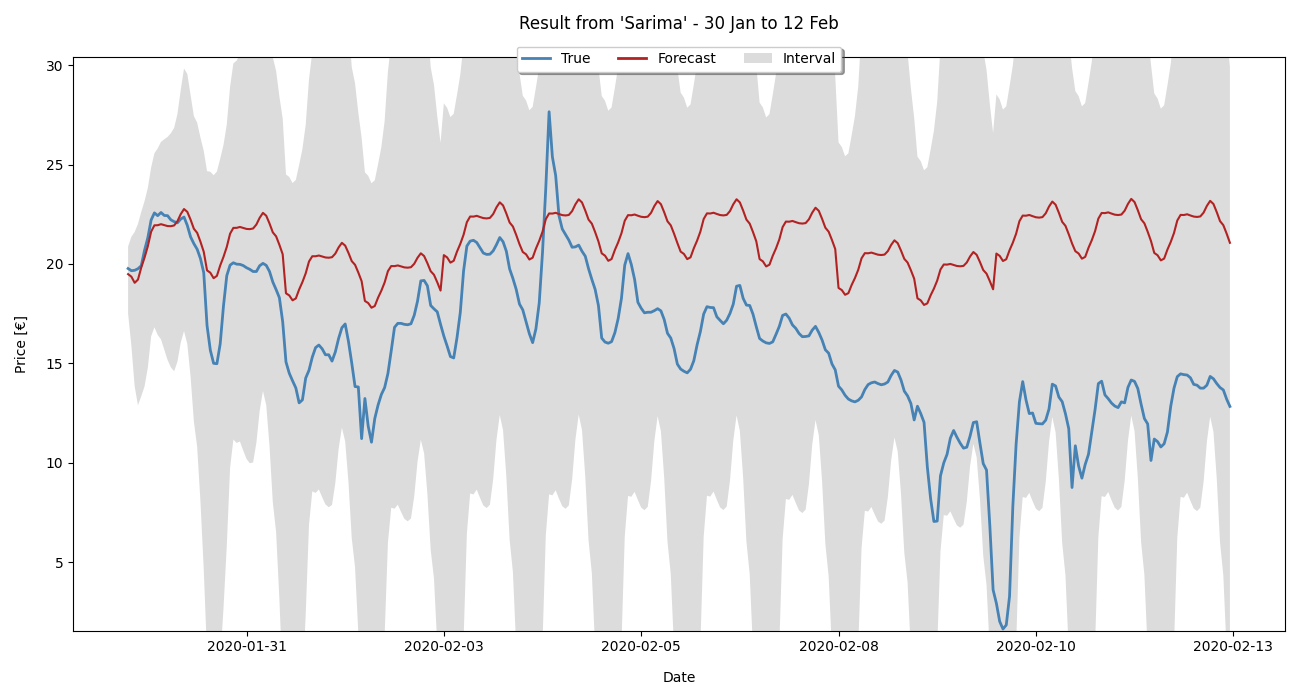 Result from 'Sarima' - 30 Jan to 12 Feb
True Forecast Interval
30
25
20
15
10
5
Price [€]
2020-01-31 2020-02-03 2020-02-05 2020-02-08 2020-02-10 2020-02-13
Date